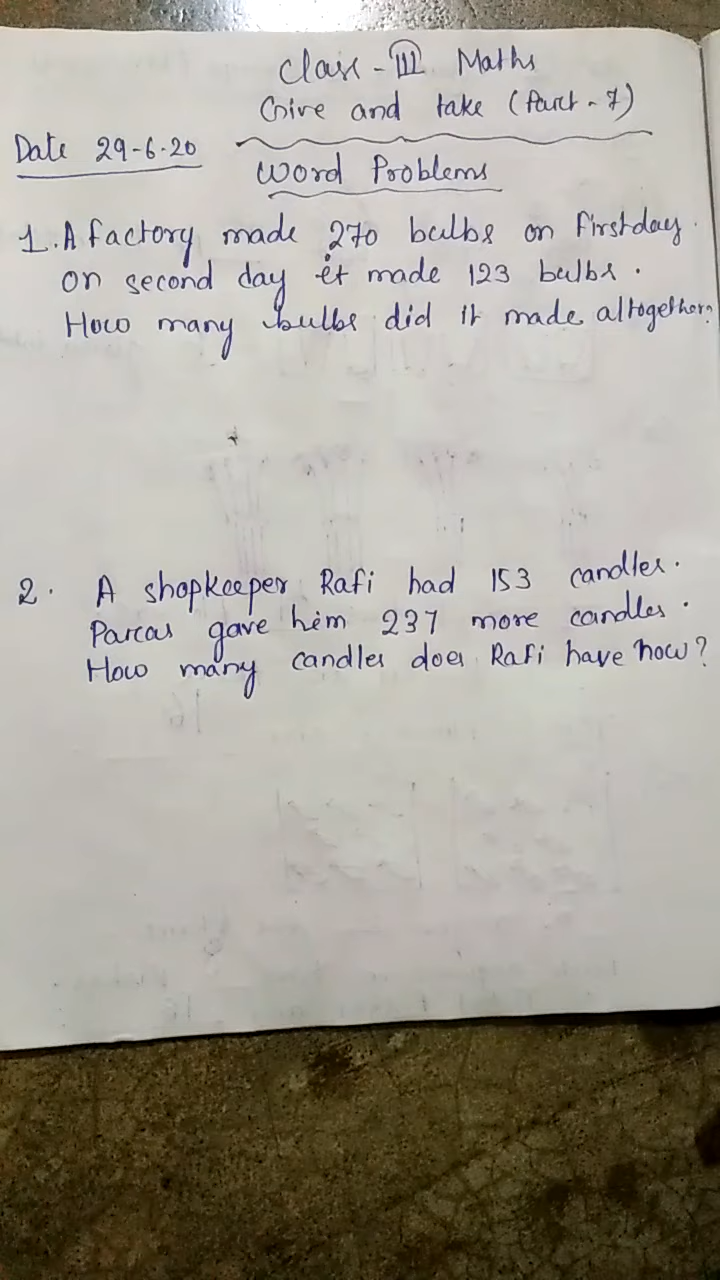 Class - III Maths
Give and take (Part - 7)
Date 29-6-20
Word Problems
1. A factory made 270 bulbs on firstday.
on second day it made 123 bulbs.
How many bulbs did it made altogether?
2. A shopkeeper Rafi had 153 candles.
Paras gave him 237 more candles.
How many candles does Rafi have now?
16